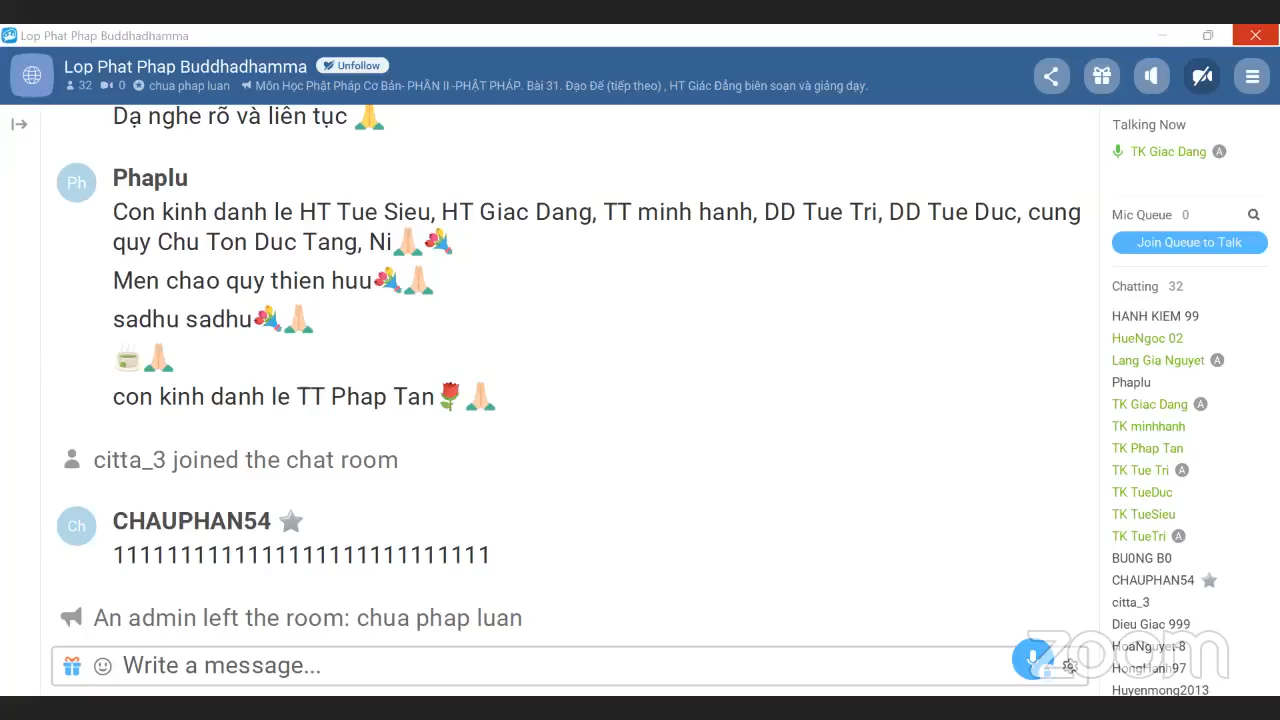 Lop Phat Phap Buddhadhamma
Lop Phat Phap Buddhadhamma Unfollow
32 0 chua phap luan Môn Học Phật Pháp Cơ Bản- PHẦN II -PHẬT PHÁP. Bài 31. Đạo Đế (tiếp theo) , HT Giác Đẳng biên soạn và giảng dạy.
Dạ nghe rõ và liên tục 🙏
Ph
Phaplu
Con kinh danh le HT Tue Sieu, HT Giac Dang, TT minh hanh, DD Tue Tri, DD Tue Duc, cung
quy Chu Ton Duc Tang, Ni🙏🏻💐
Men chao quy thien huu💐🙏🏻
sadhu sadhu💐🙏🏻
🍵🙏🏻
con kinh danh le TT Phap Tan🌹🙏🏻
citta_3 joined the chat room
Ch
CHAUPHAN54
1111111111111111111111111111
An admin left the room: chua phap luan
Write a message...
Talking Now
TK Giac Dang A
Mic Queue 0
Join Queue to Talk
Chatting 32
HANH KIEM 99
HueNgoc 02
Lang Gia Nguyet A
Phaplu
TK Giac Dang A
TK minhhanh
TK Phap Tan
TK Tue Tri A
TK TueDuc
TK TueSieu
TK TueTri A
BU0NG B0
CHAUPHAN54
citta_3
Dieu Giac 999
HoaNguyet-8
HongHanh97
Huyenmong2013
zoom